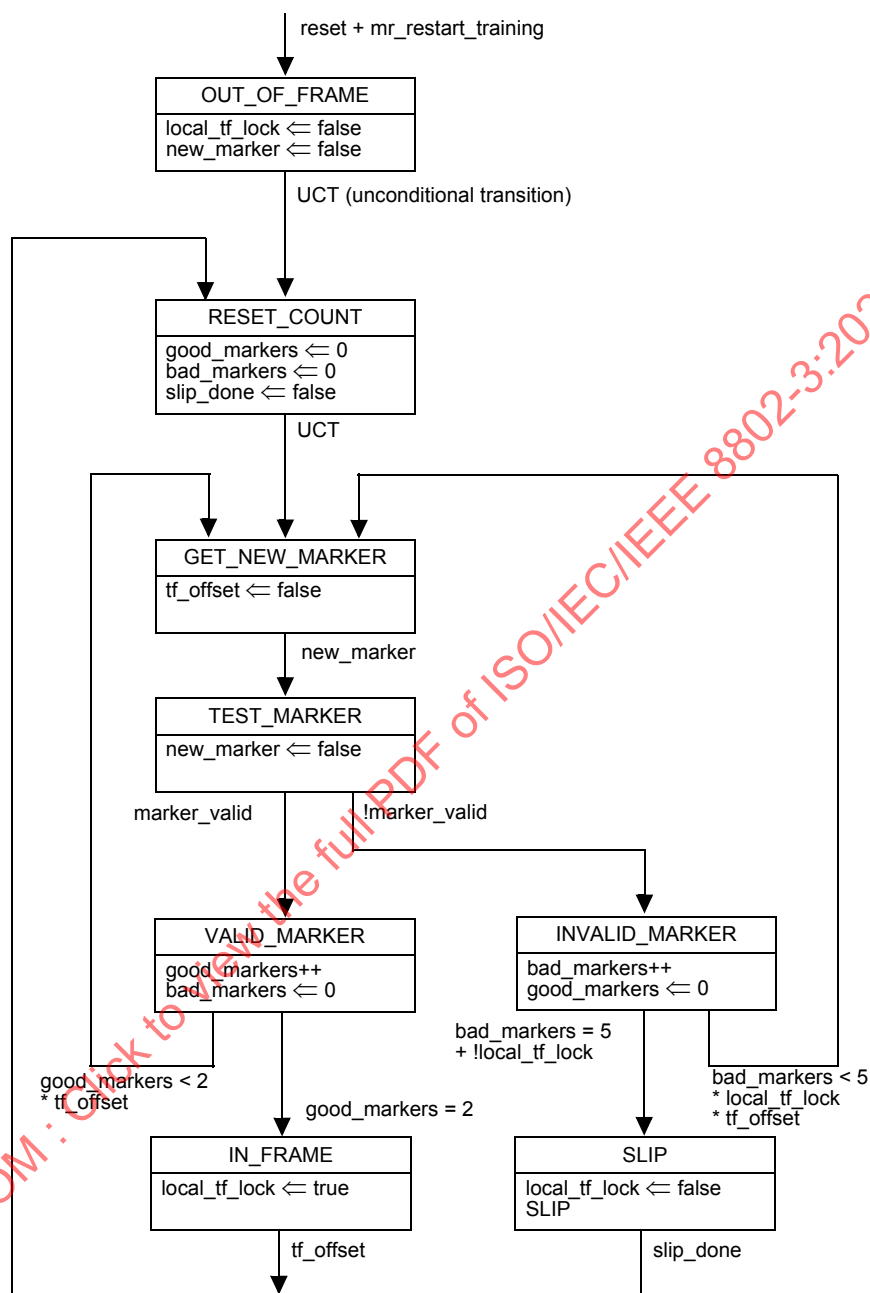 reset + mr_restart_training
OUT_OF_FRAME
local_tf_lock ⇐ false
new_marker ⇐ false
UCT (unconditional transition)
RESET_COUNT
good_markers ⇐ 0
bad_markers ⇐ 0
slip_done ⇐ false
UCT
GET_NEW_MARKER
tf_offset ⇐ false
new_marker
TEST_MARKER
new_marker ⇐ false
marker_valid
!marker_valid
VALID_MARKER
good_markers++
bad_markers ⇐ 0
INVALID_MARKER
bad_markers++
good_markers ⇐ 0
good_markers < 2
* tf_offset
good_markers = 2
bad_markers = 5
+ !local_tf_lock
bad_markers < 5
* local_tf_lock
* tf_offset
IN_FRAME
local_tf_lock ⇐ true
tf_offset
SLIP
local_tf_lock ⇐ false
SLIP
slip_done
OM : Click to view the full PDF of ISO/IEC/IEEE 8802-3:202